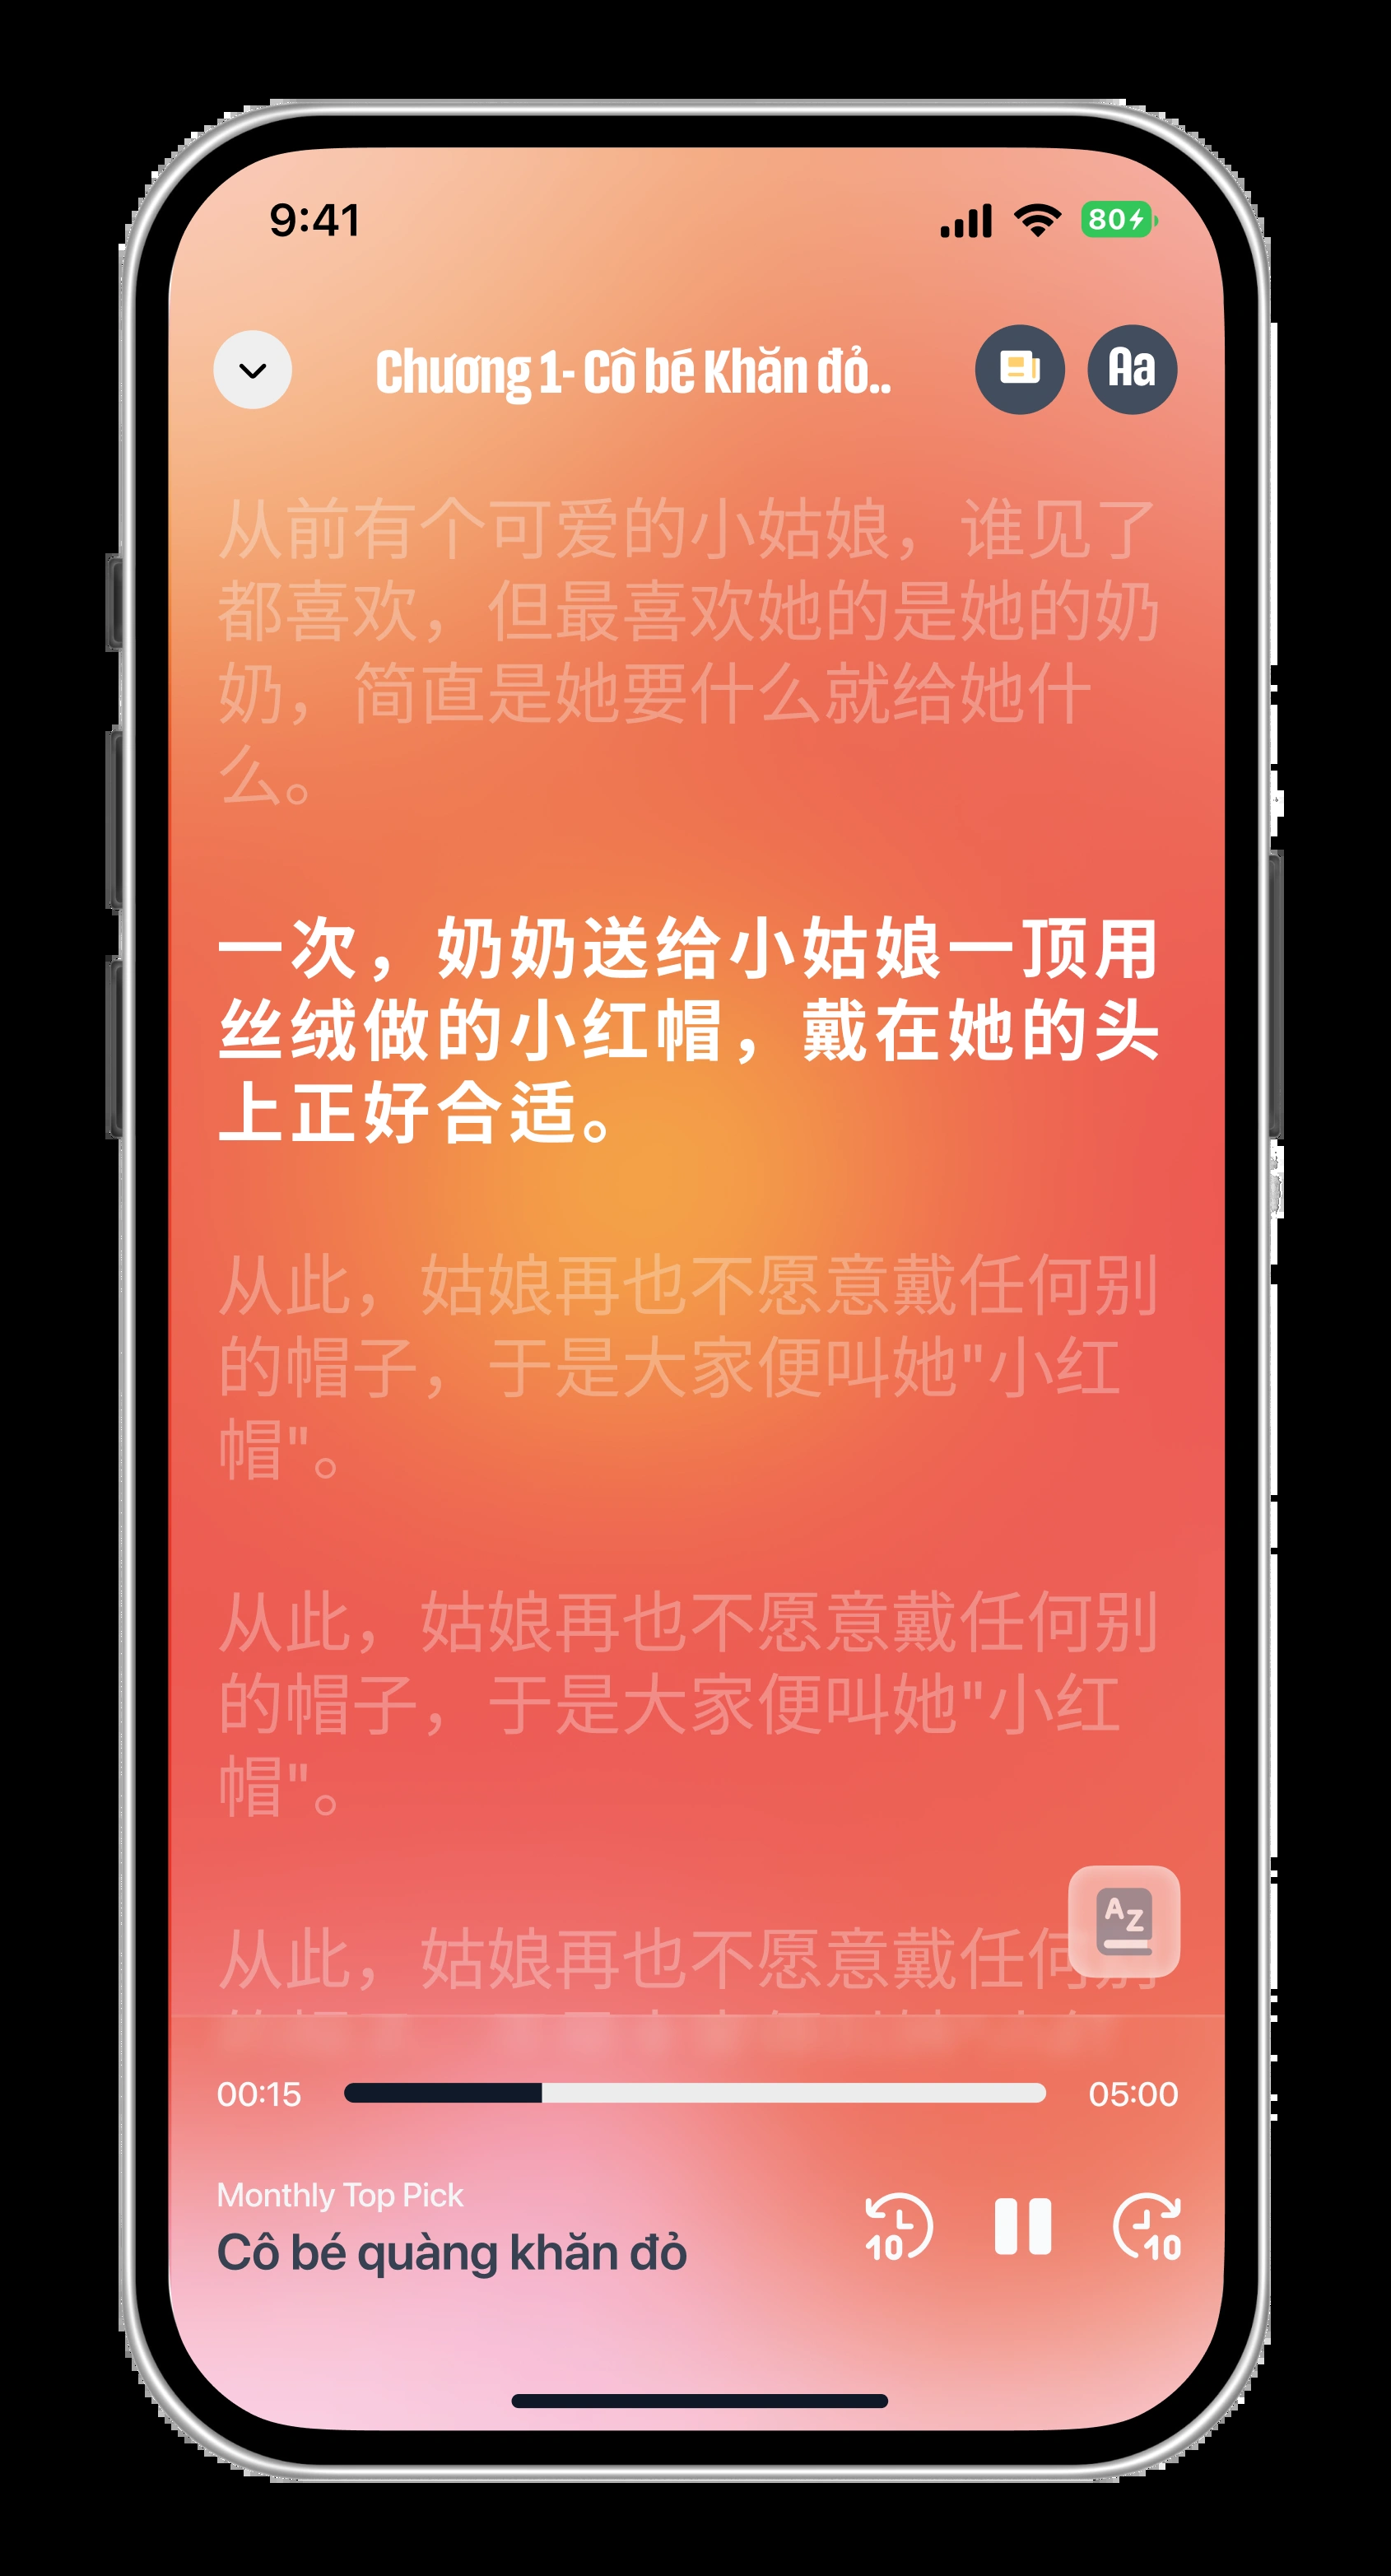 9:41
80
Chương 1- Cô bé Khăn đỏ..
Aa
从前有个可爱的小姑娘，谁见了
都喜欢，但最喜欢她的是她的奶
奶，简直是她要什么就给她什
么。
一次，奶奶送给小姑娘一顶用
丝绒做的小红帽，戴在她的头
上正好合适。
从此，姑娘再也不愿意戴任何别
的帽子，于是大家便叫她"小红
帽"。
从此，姑娘再也不愿意戴任何别
的帽子，于是大家便叫她"小红
帽"。
AZ
从此，姑娘再也不愿意戴任何别
00:15
05:00
Monthly Top Pick
Cô bé quàng khăn đỏ
10
10